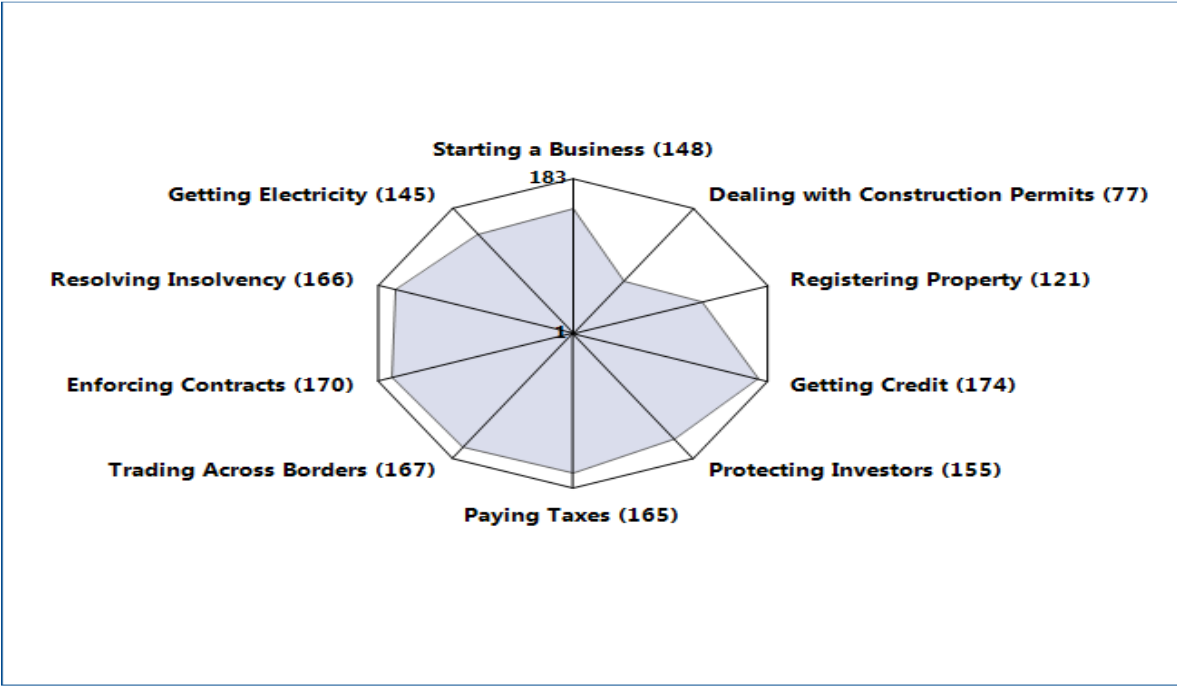 Starting a Business (148)
183
Getting Electricity (145)
Dealing with Construction Permits (77)
Resolving Insolvency (166)
Registering Property (121)
1
Enforcing Contracts (170)
Getting Credit (174)
Trading Across Borders (167)
Protecting Investors (155)
Paying Taxes (165)